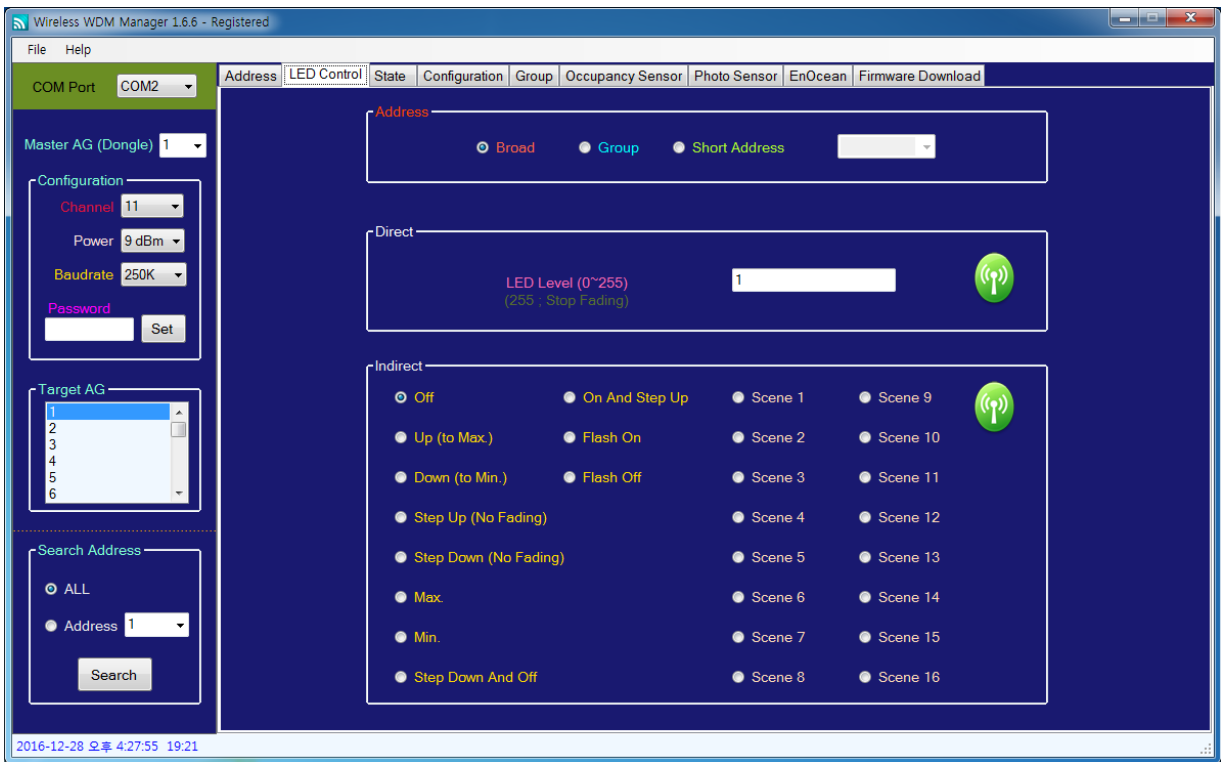 Wireless WDM Manager 1.6.6 - Registered
File Help
COM Port COM2
Address LED Control State Configuration Group Occupancy Sensor Photo Sensor EnOcean Firmware Download
Master AG (Dongle) 1
Configuration
Channel 11
Power 9 dBm
Baudrate 250K
Password
Set
Target AG
1
2
3
4
5
6
Search Address
ALL
Address 1
Search
Address
Broad Group Short Address
Direct
LED Level (0~255) 1
(255 ; Stop Fading)
Indirect
Off On And Step Up Scene 1 Scene 9
Up (to Max.) Flash On Scene 2 Scene 10
Down (to Min.) Flash Off Scene 3 Scene 11
Step Up (No Fading) Scene 4 Scene 12
Step Down (No Fading) Scene 5 Scene 13
Max. Scene 6 Scene 14
Min. Scene 7 Scene 15
Step Down And Off Scene 8 Scene 16
2016-12-28 오후 4:27:55 19:21